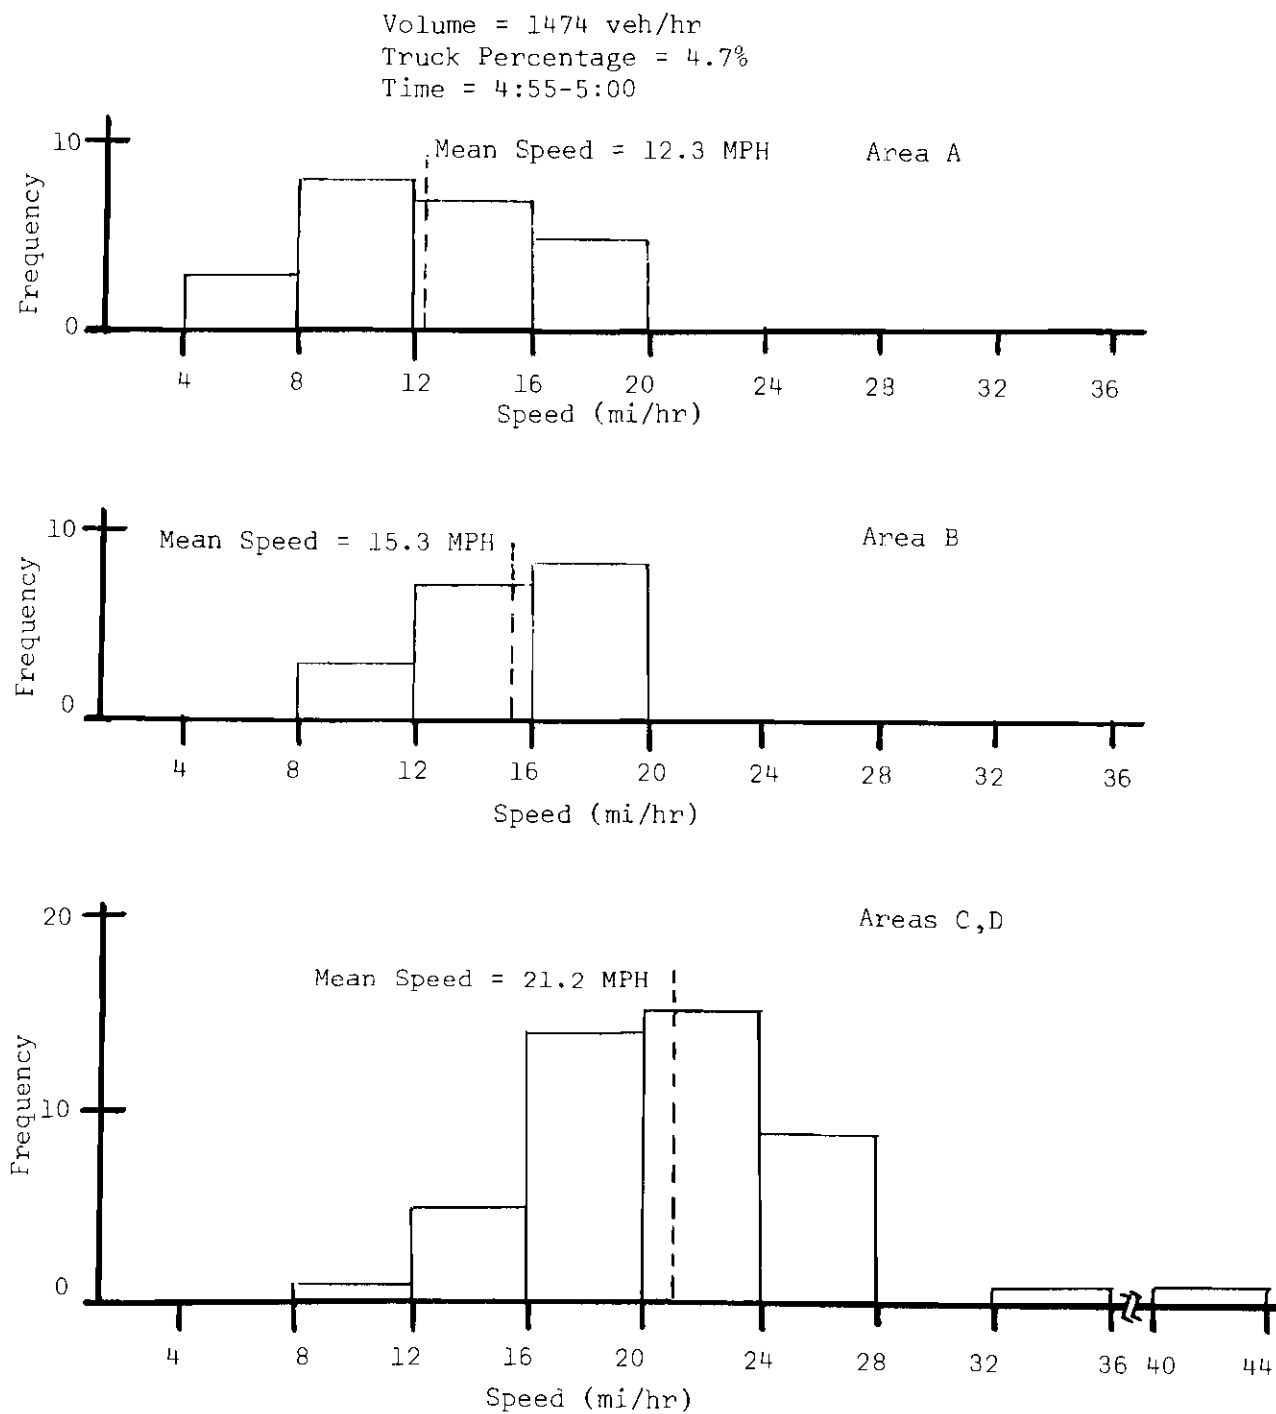 Volume = 1474 veh/hr
Truck Percentage = 4.7%
Time = 4:55-5:00
10
Mean Speed = 12.3 MPH
Area A
Frequency
0
4 8 12 16 20 24 28 32 36
Speed (mi/hr)
10
Mean Speed = 15.3 MPH
Area B
Frequency
0
4 8 12 16 20 24 28 32 36
Speed (mi/hr)
20
Areas C,D
Mean Speed = 21.2 MPH
Frequency
10
0
4 8 12 16 20 24 28 32 36 40 44
Speed (mi/hr)